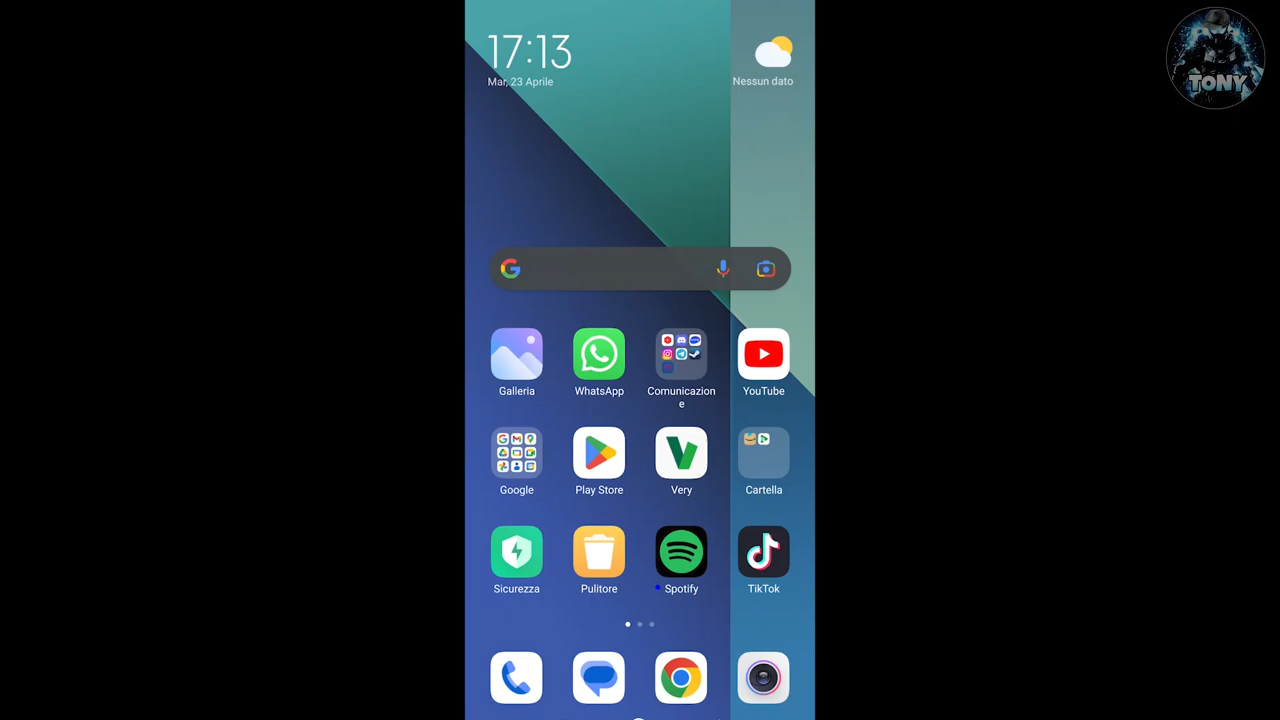 17:13
Mar, 23 Aprile
Nessun dato
TONY
Galleria
WhatsApp
Comunicazion
e
YouTube
Google
Play Store
Very
Cartella
Sicurezza
Pulitore
Spotify
TikTok